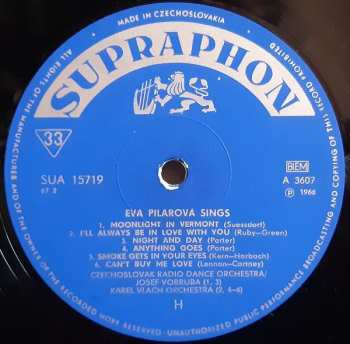 MADE IN CZECHOSLOVAKIA
ALL RIGHTS OF THE MANUFACTURER AND OF THE OWNER OF THE RECORDED WORK RESERVED · UNAUTHORIZED PUBLIC PERFORMANCE BROADCASTING AND COPYING OF THIS RECORD PROHIBITED
SUPRAPHON
33
SUA 15719
67 2
BIEM
A 3607
℗ 1966
EVA PILAROVÁ SINGS
1. MOONLIGHT IN VERMONT (Suessdorf)
2. I'LL ALWAYS BE IN LOVE WITH YOU (Ruby-Green)
3. NIGHT AND DAY (Porter)
4. ANYTHING GOES (Porter)
5. SMOKE GETS IN YOUR EYES (Kern-Harbach)
6. CAN'T BUY ME LOVE (Lennon-Cartney)
CZECHOSLOVAK RADIO DANCE ORCHESTRA/
JOSEF VOBRUBA (1, 3)
KAREL VLACH ORCHESTRA (2, 4-6)
H